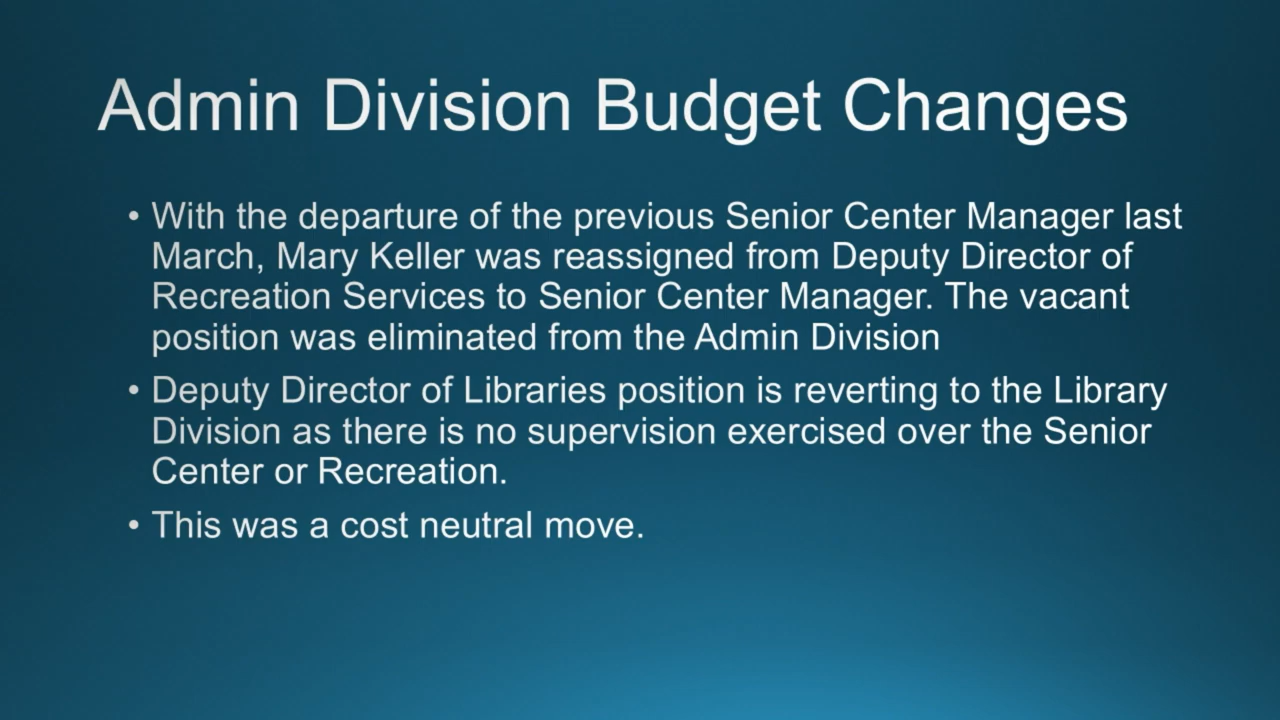 Admin Division Budget Changes
• With the departure of the previous Senior Center Manager last
March, Mary Keller was reassigned from Deputy Director of
Recreation Services to Senior Center Manager. The vacant
position was eliminated from the Admin Division
• Deputy Director of Libraries position is reverting to the Library
Division as there is no supervision exercised over the Senior
Center or Recreation.
• This was a cost neutral move.